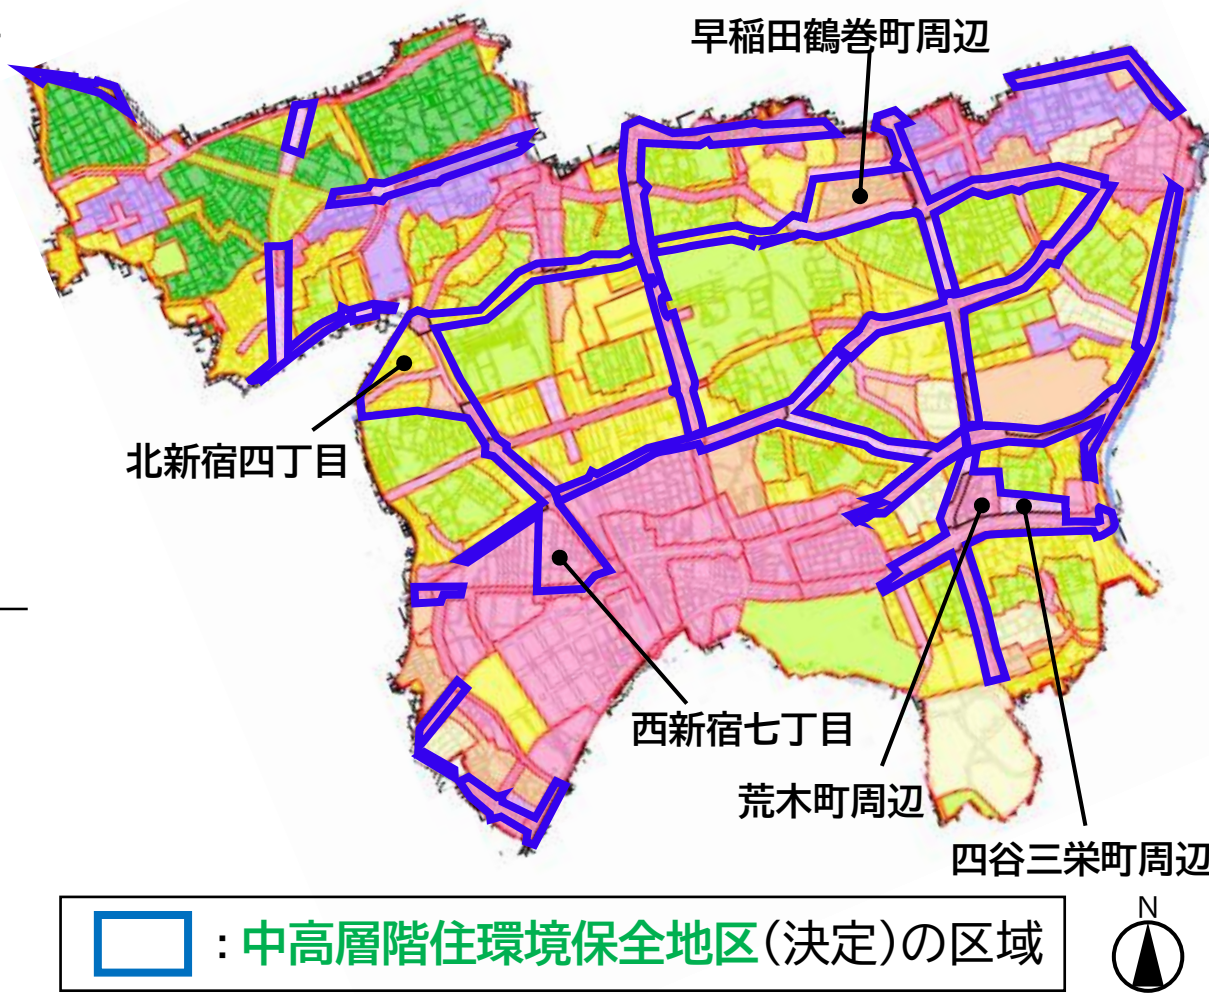 早稲田鶴巻町周辺
北新宿四丁目
西新宿七丁目
荒木町周辺
四谷三栄町周辺
：中高層階住環境保全地区(決定)の区域
N